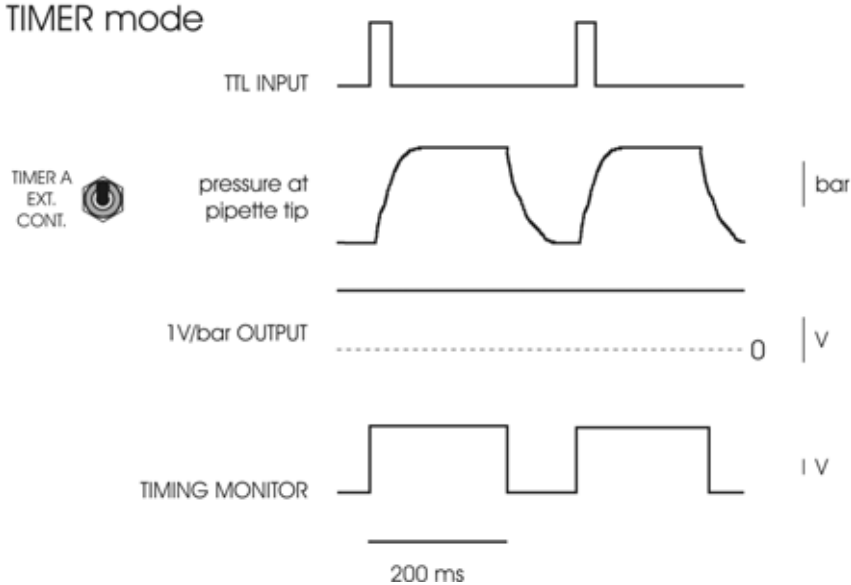 TIMER mode
TTL INPUT
TIMER A
EXT.
CONT.
pressure at
pipette tip
bar
1V/bar OUTPUT
0
V
TIMING MONITOR
V
200 ms